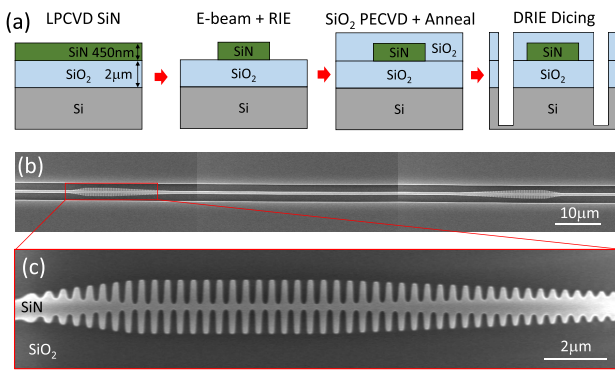 (a)
LPCVD SiN
E-beam + RIE
SiO₂ PECVD + Anneal
DRIE Dicing
SiN 450nm
SiO₂ 2μm
Si
SiN
SiO₂
Si
SiN SiO₂
SiO₂
Si
SiN
SiO₂
Si
(b)
10μm
(c)
SiN
SiO₂
2μm